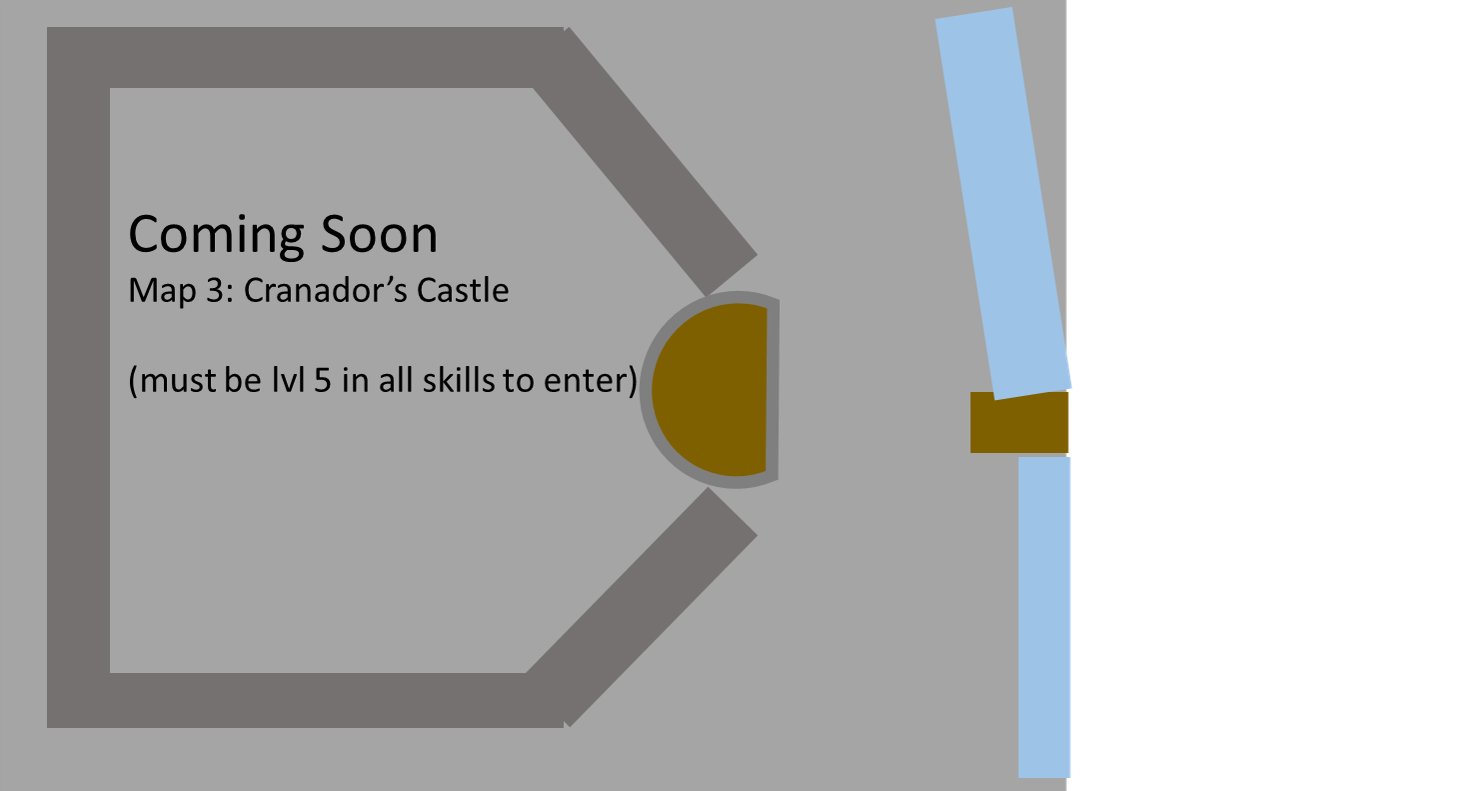 Coming Soon
Map 3: Cranador’s Castle
(must be lvl 5 in all skills to enter)